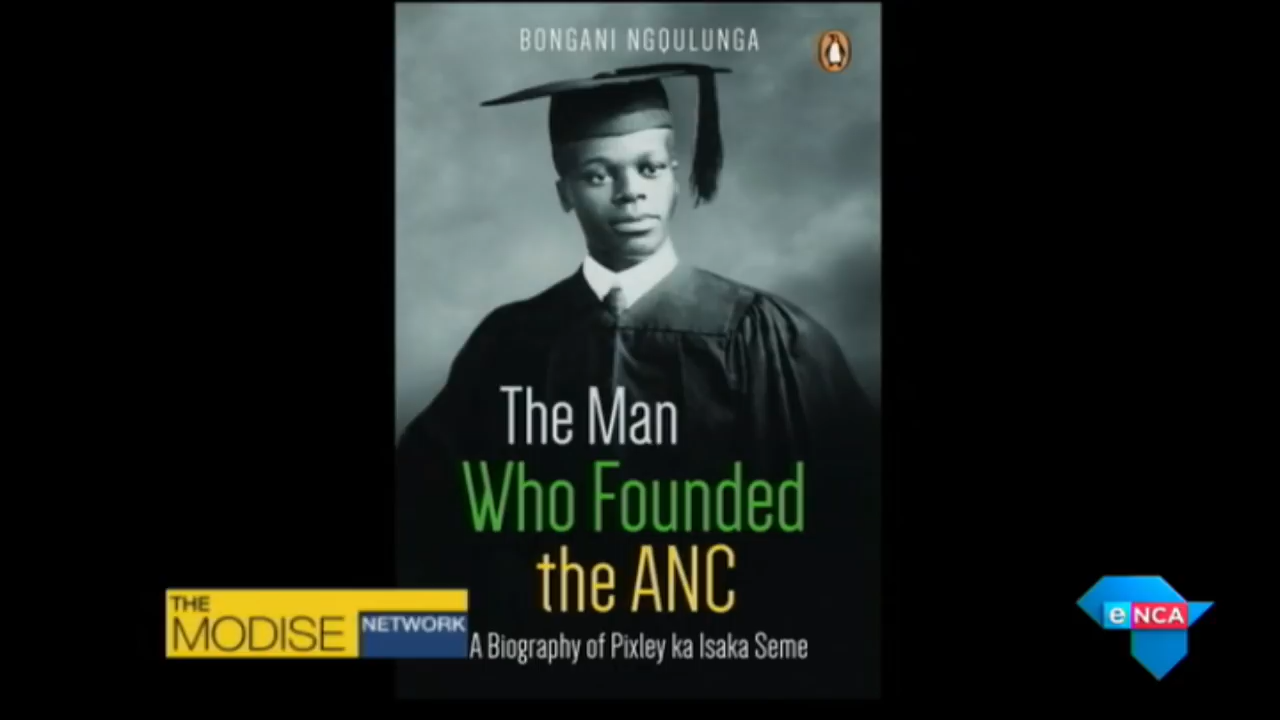 BONGANI NGQULUNGA
The Man
Who Founded
the ANC
A Biography of Pixley ka Isaka Seme
THE
MODISE
NETWORK
eNCA